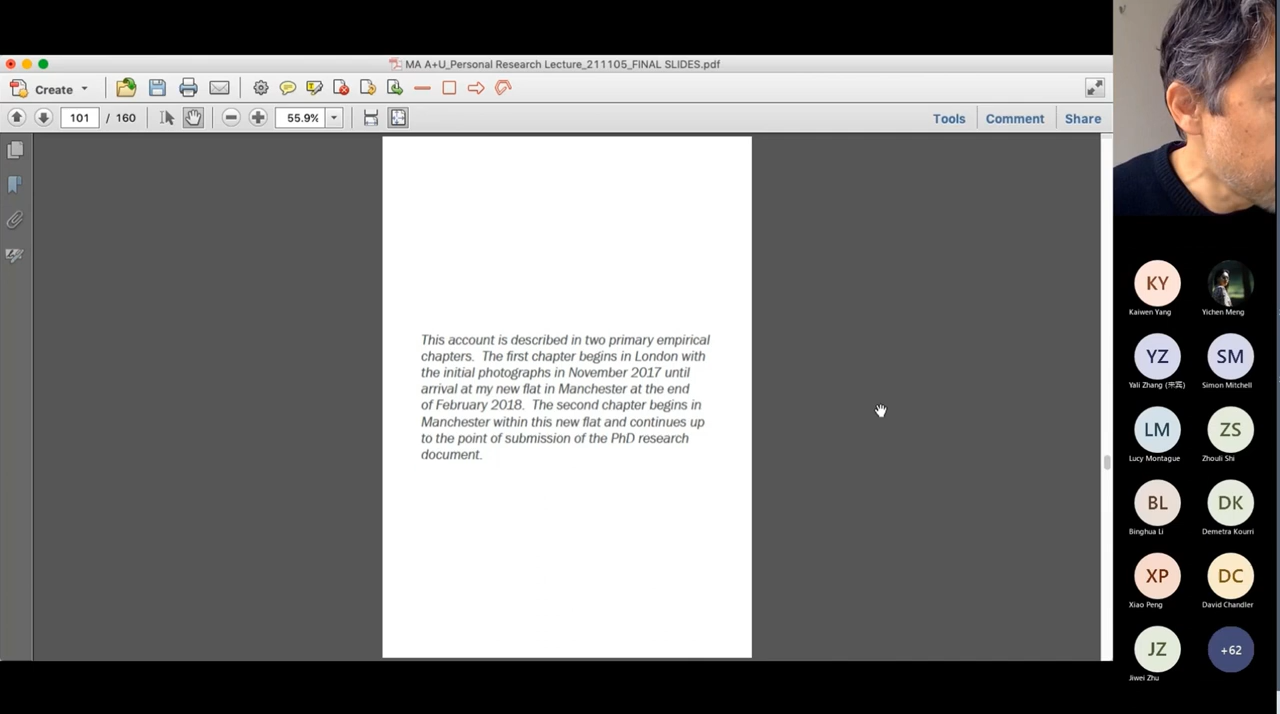 MA A+U_Personal Research Lecture_211105_FINAL SLIDES.pdf
Create
101 / 160
55.9%
Tools
Comment
Share
This account is described in two primary empirical
chapters. The first chapter begins in London with
the initial photographs in November 2017 until
arrival at my new flat in Manchester at the end
of February 2018. The second chapter begins in
Manchester within this new flat and continues up
to the point of submission of the PhD research
document.
KY
Kaiwen Yang
Yichen Meng
YZ
Yali Zhang
SM
Simon Mitchell
LM
Lucy Montague
ZS
Zhouli Shi
BL
Binghua Li
DK
Demetra Kourri
XP
Xiao Peng
DC
David Chandler
JZ
Jiwei Zhu
+62